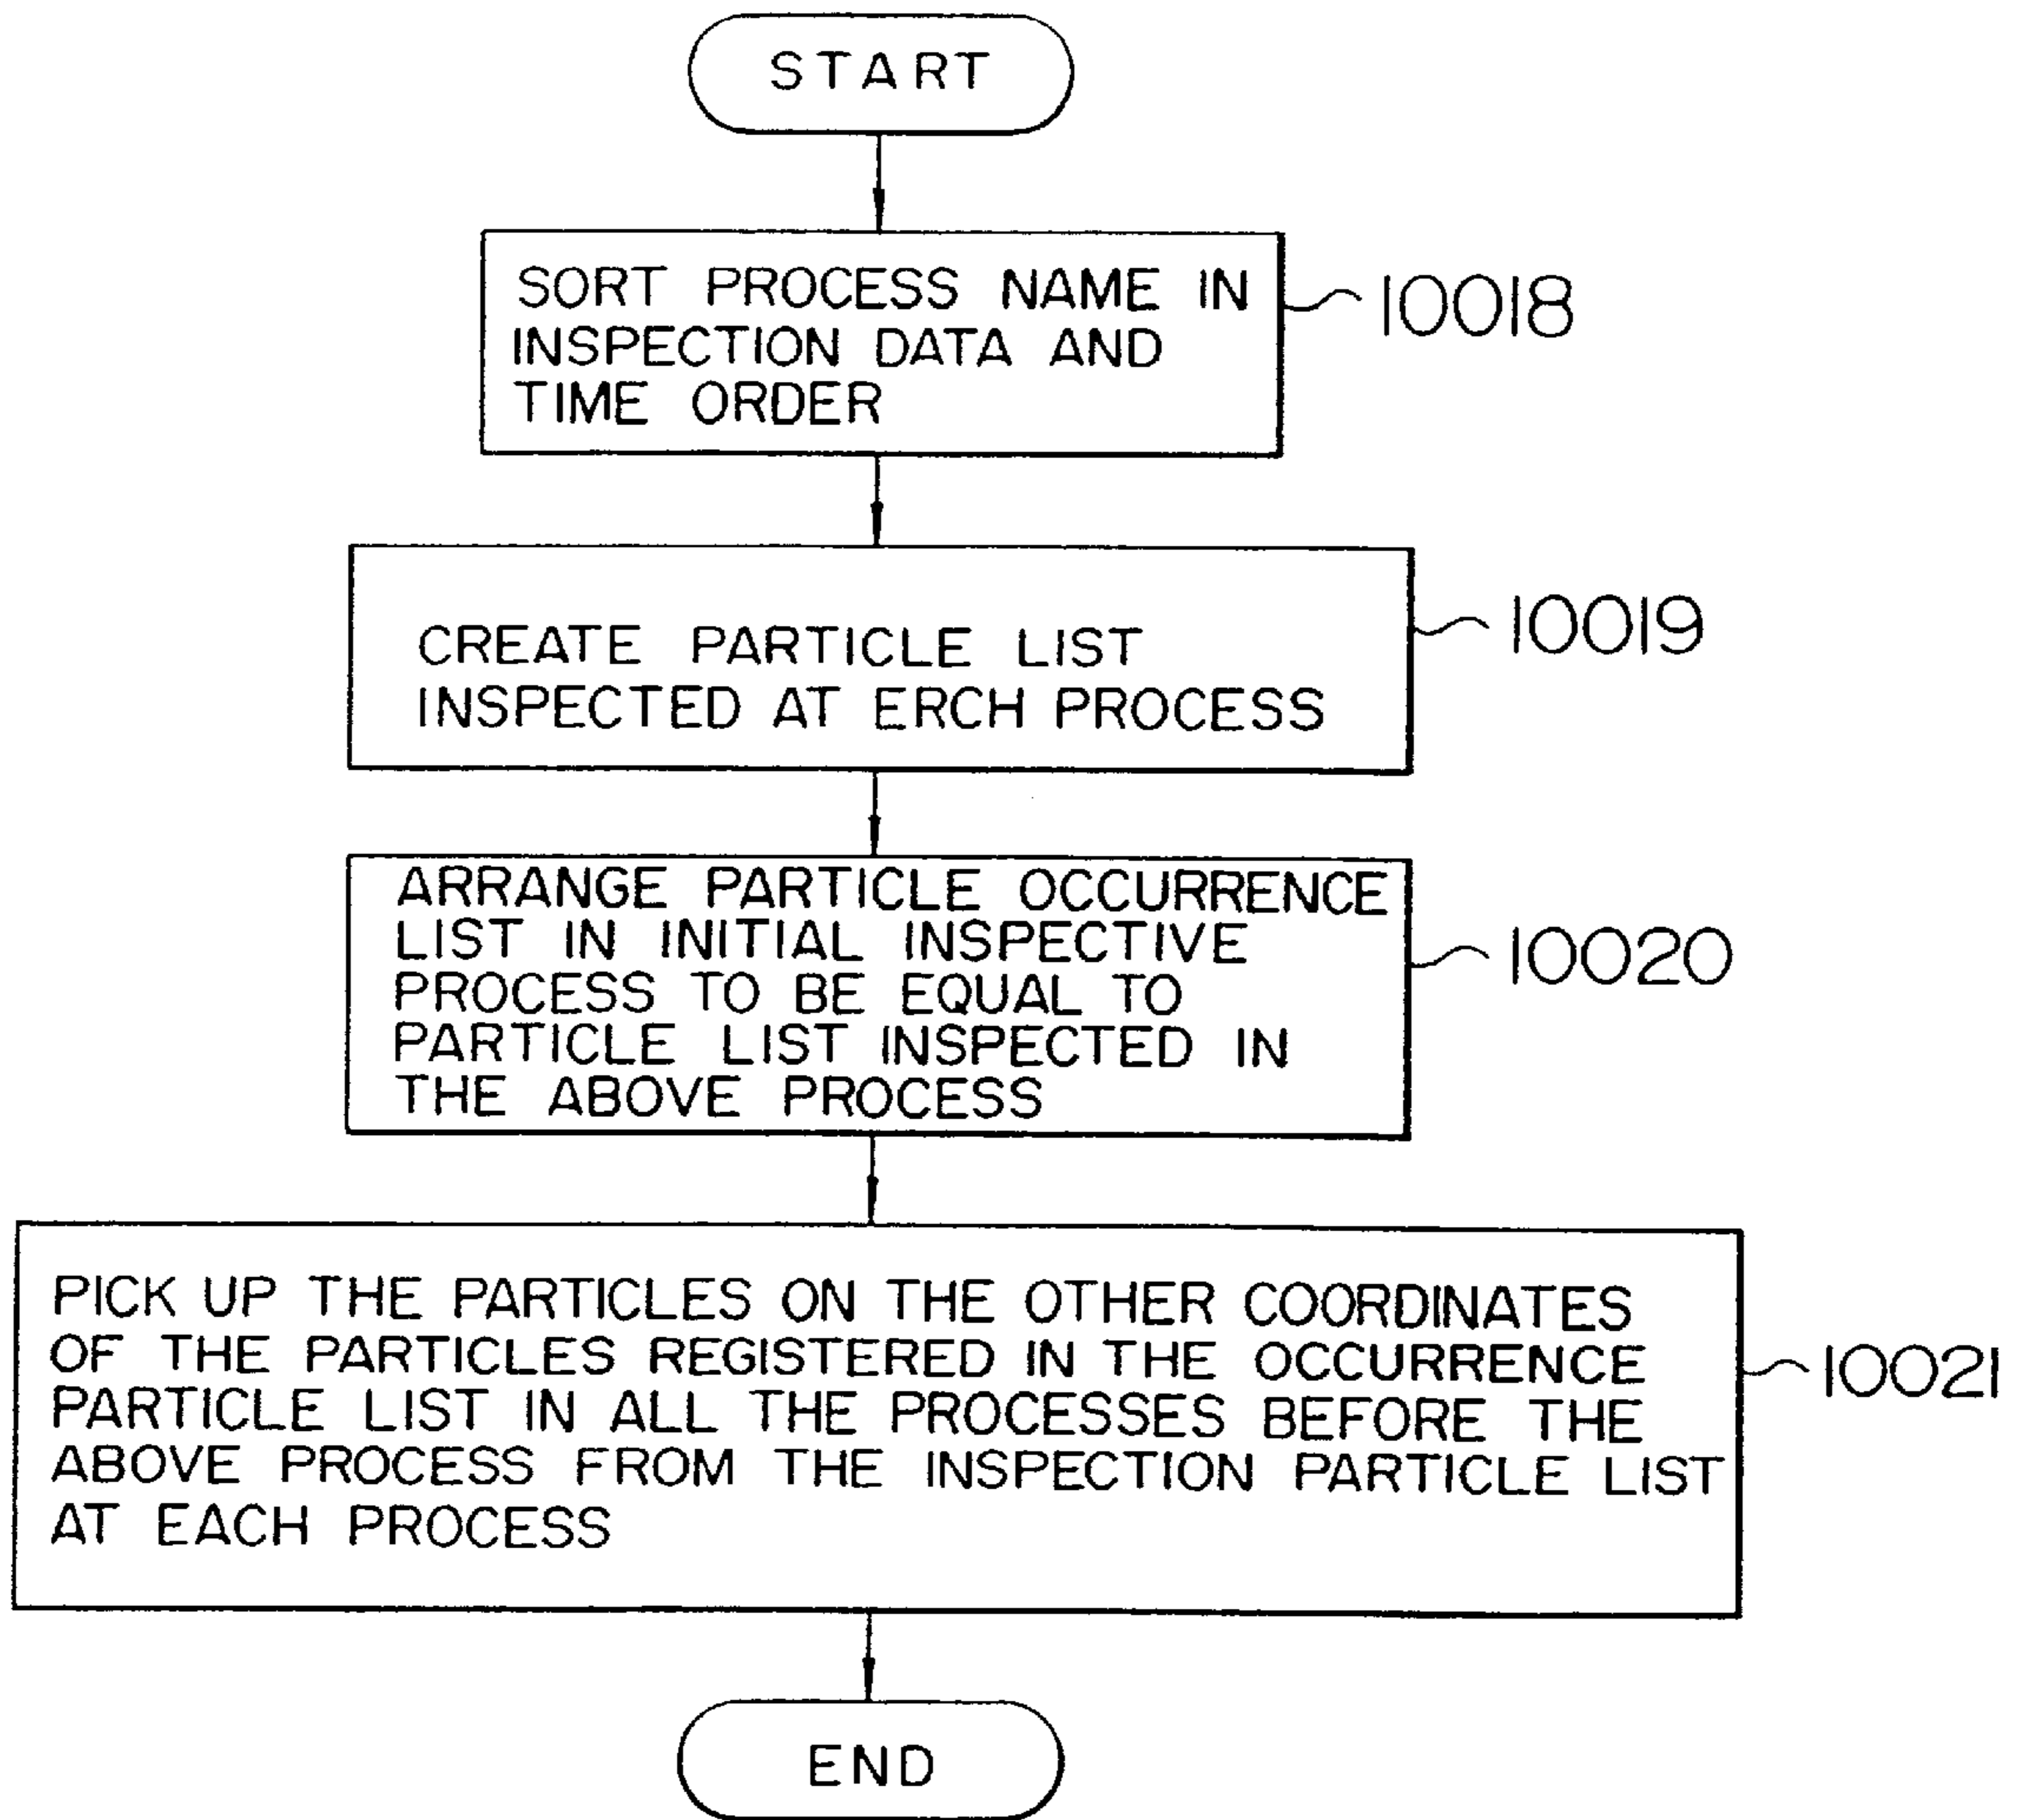 START
SORT PROCESS NAME IN
INSPECTION DATA AND
TIME ORDER
10018
CREATE PARTICLE LIST
INSPECTED AT ERCH PROCESS
10019
ARRANGE PARTICLE OCCURRENCE
LIST IN INITIAL INSPECTIVE
PROCESS TO BE EQUAL TO
PARTICLE LIST INSPECTED IN
THE ABOVE PROCESS
10020
PICK UP THE PARTICLES ON THE OTHER COORDINATES
OF THE PARTICLES REGISTERED IN THE OCCURRENCE
PARTICLE LIST IN ALL THE PROCESSES BEFORE THE
ABOVE PROCESS FROM THE INSPECTION PARTICLE LIST
AT EACH PROCESS
10021
END